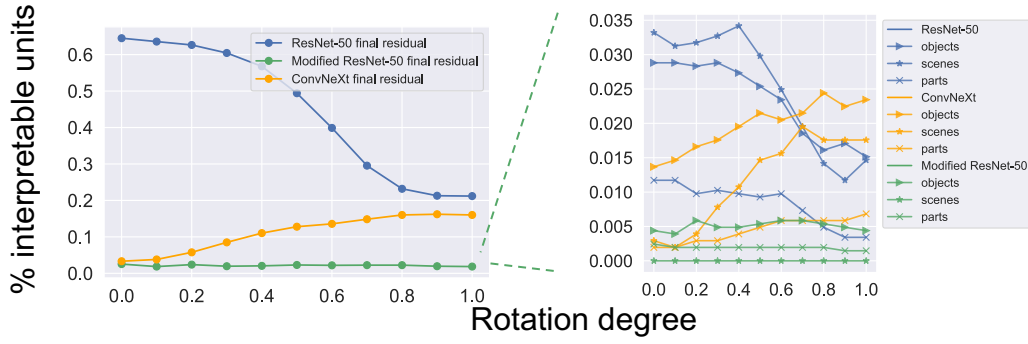 % interpretable units
0.6
0.5
0.4
0.3
0.2
0.1
0.0
ResNet-50 final residual
Modified ResNet-50 final residual
ConvNeXt final residual
0.0 0.2 0.4 0.6 0.8 1.0
0.035
0.030
0.025
0.020
0.015
0.010
0.005
0.000
0.0 0.2 0.4 0.6 0.8 1.0
ResNet-50
objects
scenes
parts
ConvNeXt
objects
scenes
parts
Modified ResNet-50
objects
scenes
parts
Rotation degree